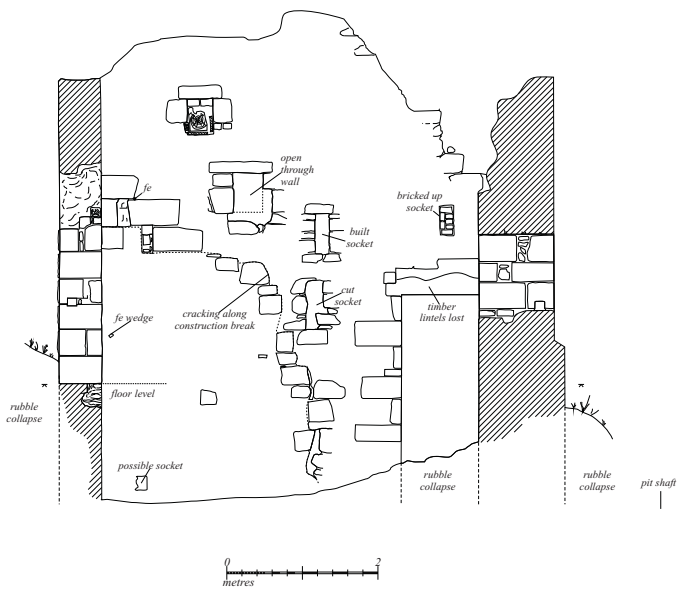 open
through
wall
fe
bricked up
socket
built
socket
cut
socket
cracking along
construction break
timber
lintels lost
fe wedge
floor level
rubble
collapse
possible socket
rubble
collapse
rubble
collapse
pit shaft
0
2
metres